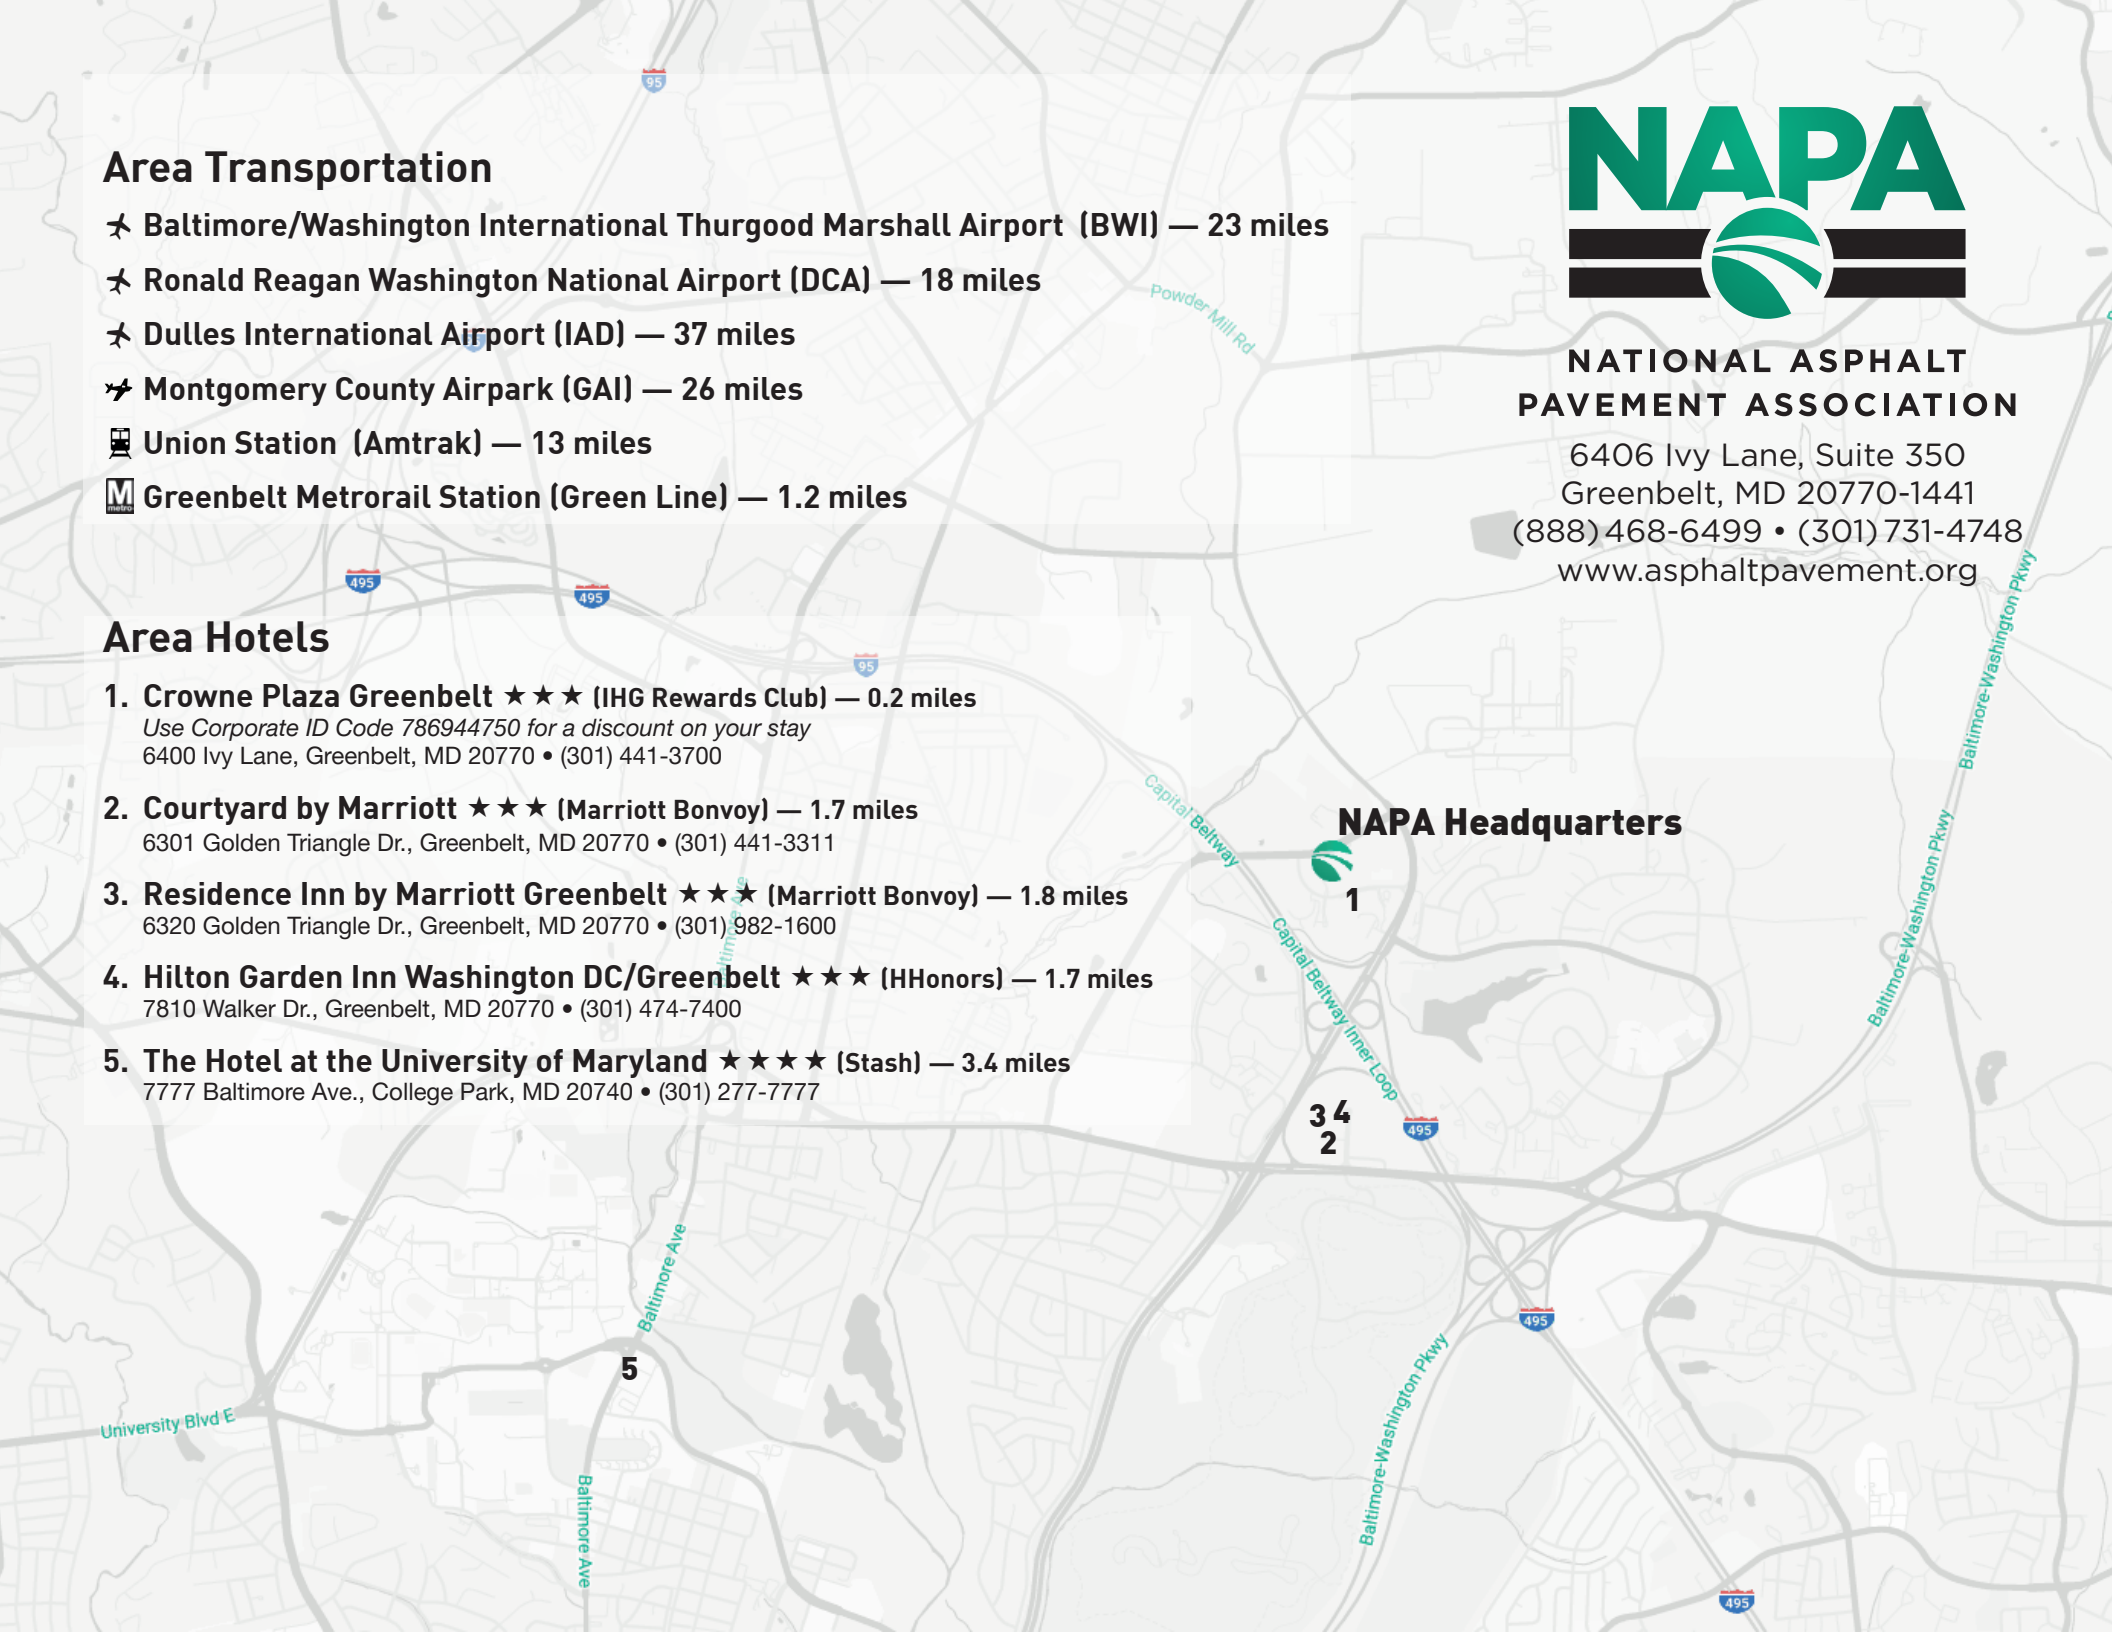 Area Transportation
Baltimore/Washington International Thurgood Marshall Airport (BWI) — 23 miles
Ronald Reagan Washington National Airport (DCA) — 18 miles
Dulles International Airport (IAD) — 37 miles
Montgomery County Airpark (GAI) — 26 miles
Union Station (Amtrak) — 13 miles
M metro
Greenbelt Metrorail Station (Green Line) — 1.2 miles
Area Hotels
1. Crowne Plaza Greenbelt ★★★ (IHG Rewards Club) — 0.2 miles
Use Corporate ID Code 786944750 for a discount on your stay
6400 Ivy Lane, Greenbelt, MD 20770 • (301) 441-3700
2. Courtyard by Marriott ★★★ (Marriott Bonvoy) — 1.7 miles
6301 Golden Triangle Dr., Greenbelt, MD 20770 • (301) 441-3311
3. Residence Inn by Marriott Greenbelt ★★★ (Marriott Bonvoy) — 1.8 miles
6320 Golden Triangle Dr., Greenbelt, MD 20770 • (301) 982-1600
4. Hilton Garden Inn Washington DC/Greenbelt ★★★ (HHonors) — 1.7 miles
7810 Walker Dr., Greenbelt, MD 20770 • (301) 474-7400
5. The Hotel at the University of Maryland ★★★★ (Stash) — 3.4 miles
7777 Baltimore Ave., College Park, MD 20740 • (301) 277-7777
NAPA
NATIONAL ASPHALT
PAVEMENT ASSOCIATION
6406 Ivy Lane, Suite 350
Greenbelt, MD 20770-1441
(888) 468-6499 • (301) 731-4748
www.asphaltpavement.org
95
Powder Mill Rd
495
495
95
Capital Beltway
NAPA Headquarters
1
Baltimore-Washington Pkwy
Baltimore-Washington Pkwy
Baltimore Ave
Capital Beltway Inner Loop
3 4
2
495
Baltimore Ave
495
5
University Blvd E
Baltimore-Washington Pkwy
Baltimore Ave
495